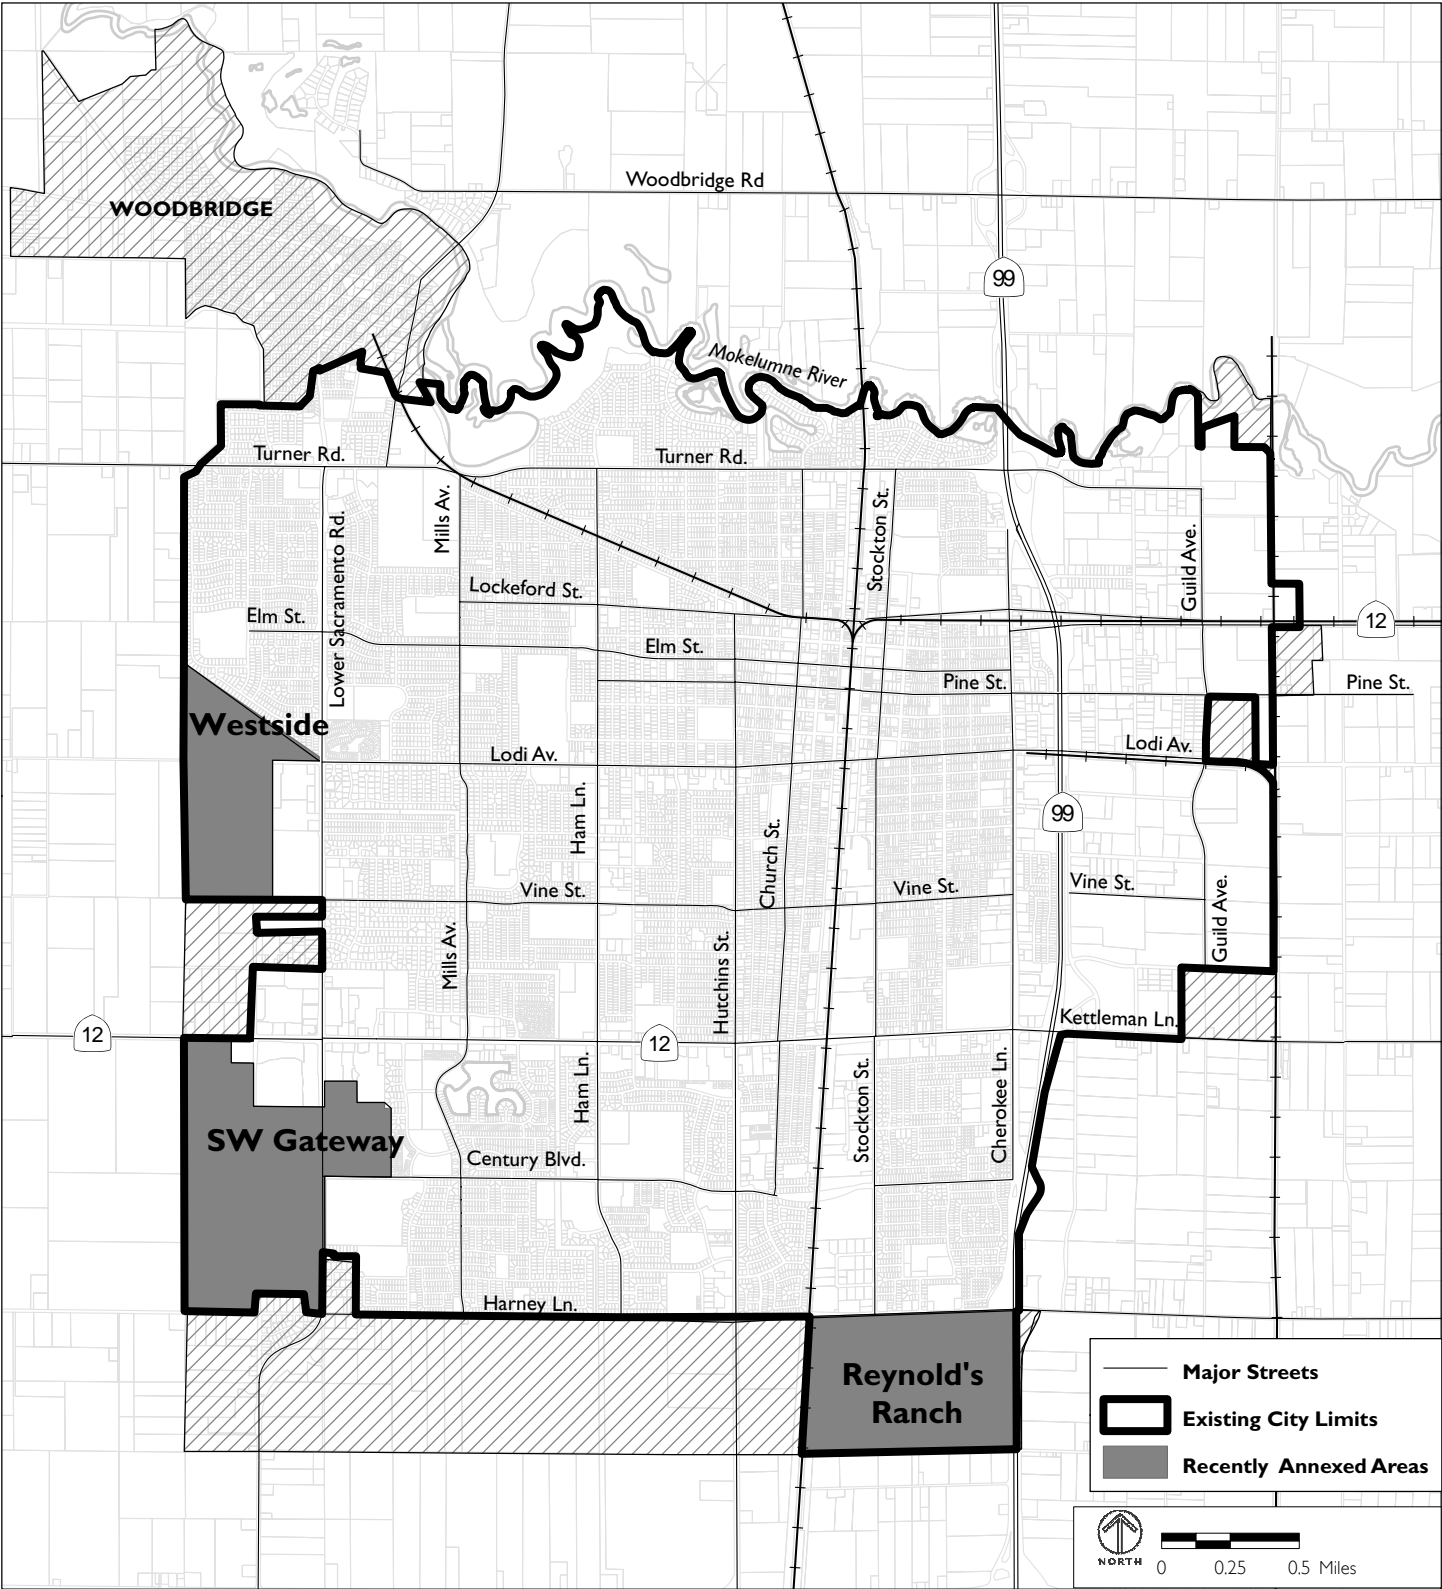 Woodbridge Rd
WOODBRIDGE
99
Mokelumne River
Turner Rd.
Turner Rd.
Mills Av.
Lower Sacramento Rd.
Stockton St.
Guild Ave.
Lockeford St.
Elm St.
Elm St.
12
Pine St.
Pine St.
Westside
Lodi Av.
Lodi Av.
99
Ham Ln.
Church St.
Vine St.
Vine St.
Vine St.
Guild Ave.
Mills Av.
Hutchins St.
Kettleman Ln.
12
12
Ham Ln.
Stockton St.
Cherokee Ln.
SW Gateway
Century Blvd.
Harney Ln.
Reynold's
Ranch
Major Streets
Existing City Limits
Recently Annexed Areas
NORTH
0 0.25 0.5 Miles